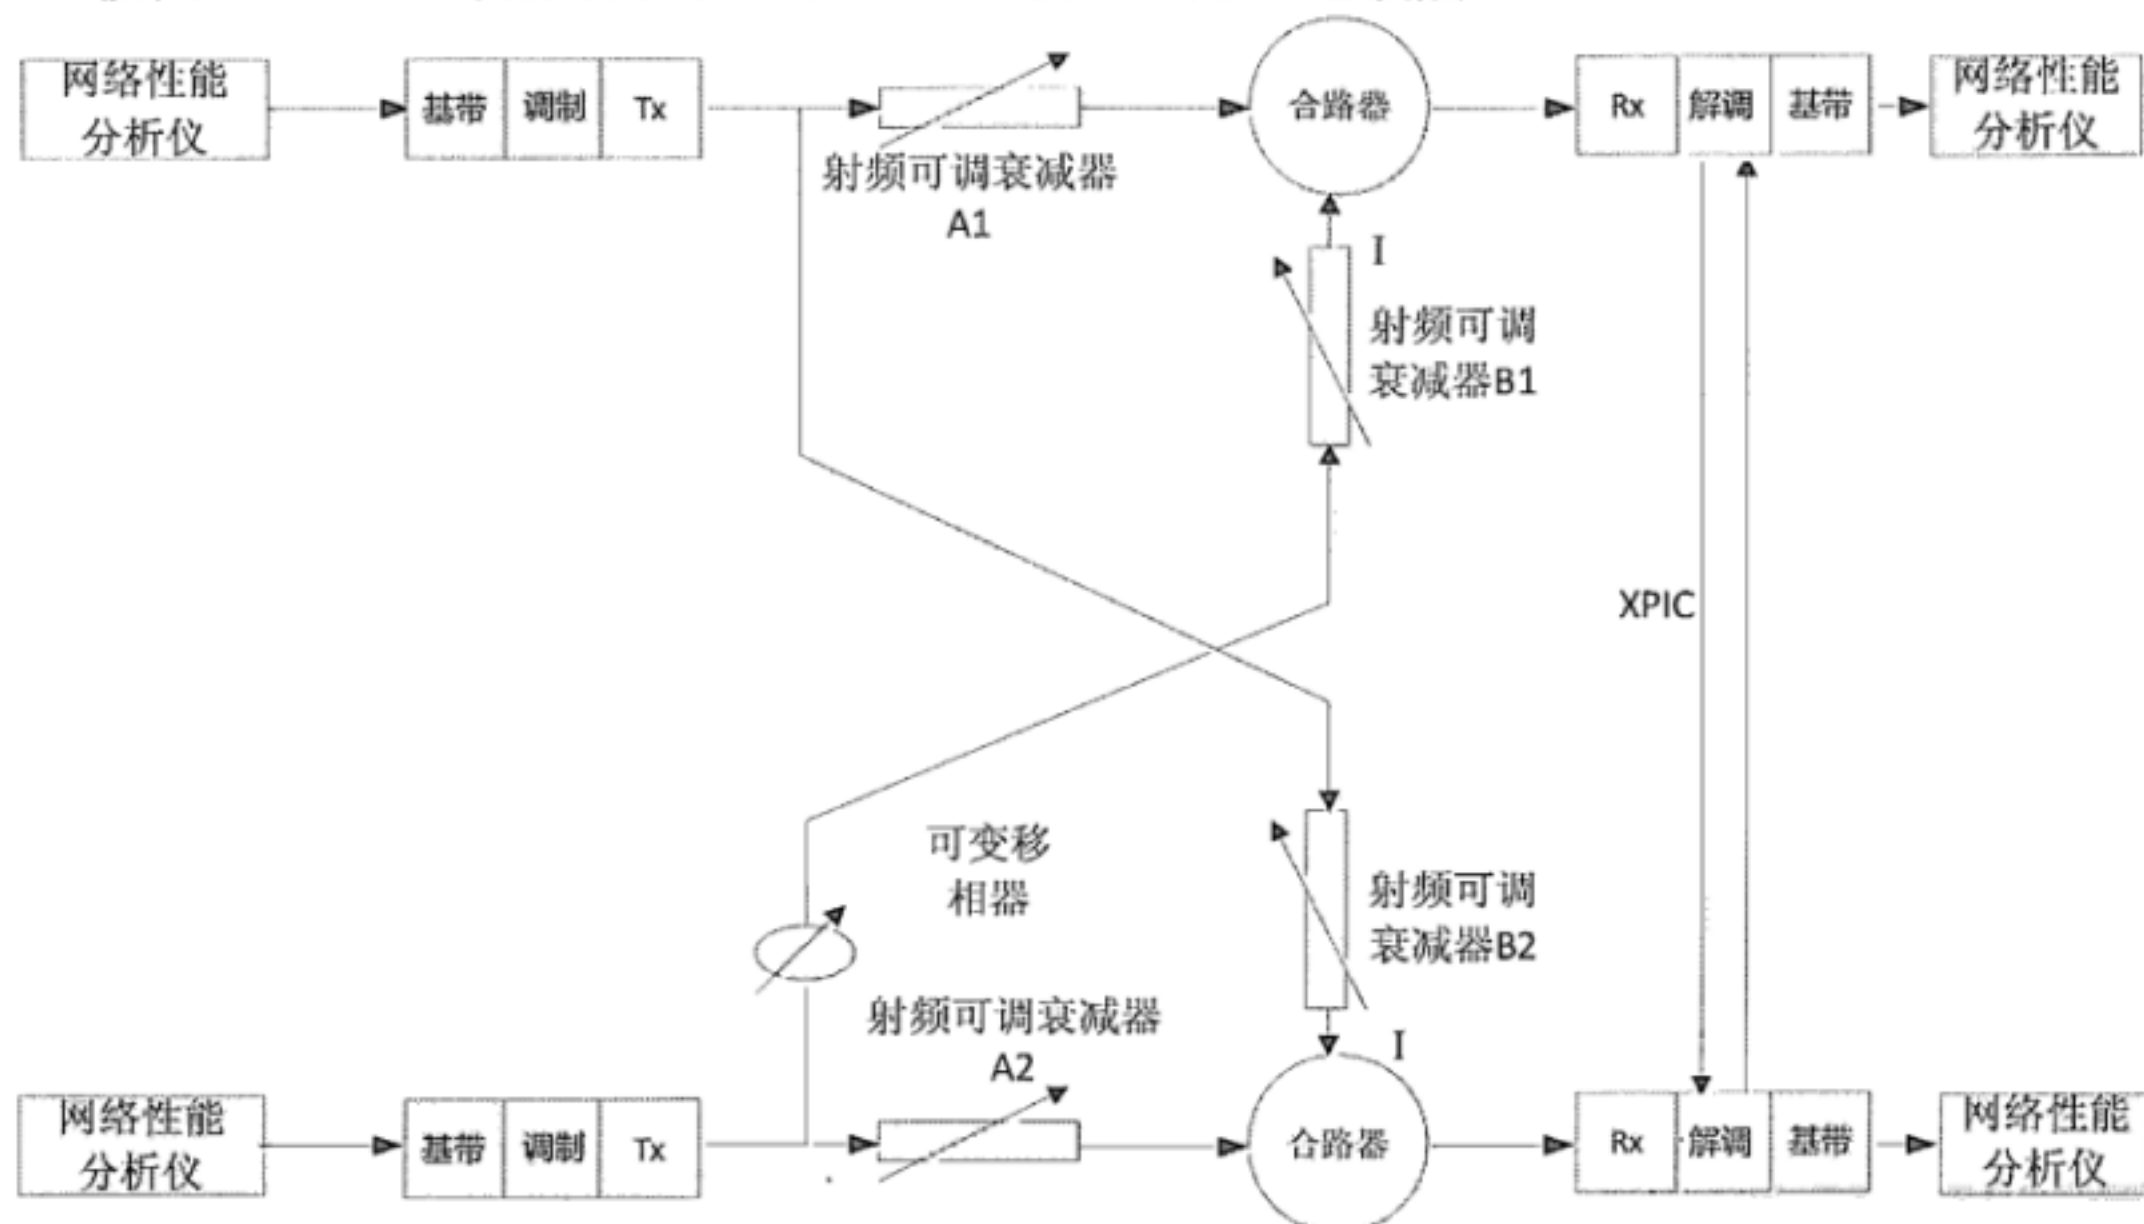 网络性能
分析仪
基带
调制
Tx
射频可调衰减器
A1
合路器
Rx
解调
基带
网络性能
分析仪
I
射频可调
衰减器B1
XPIC
可变移
相器
射频可调
衰减器B2
射频可调衰减器
A2
I
网络性能
分析仪
基带
调制
Tx
合路器
Rx
解调
基带
网络性能
分析仪